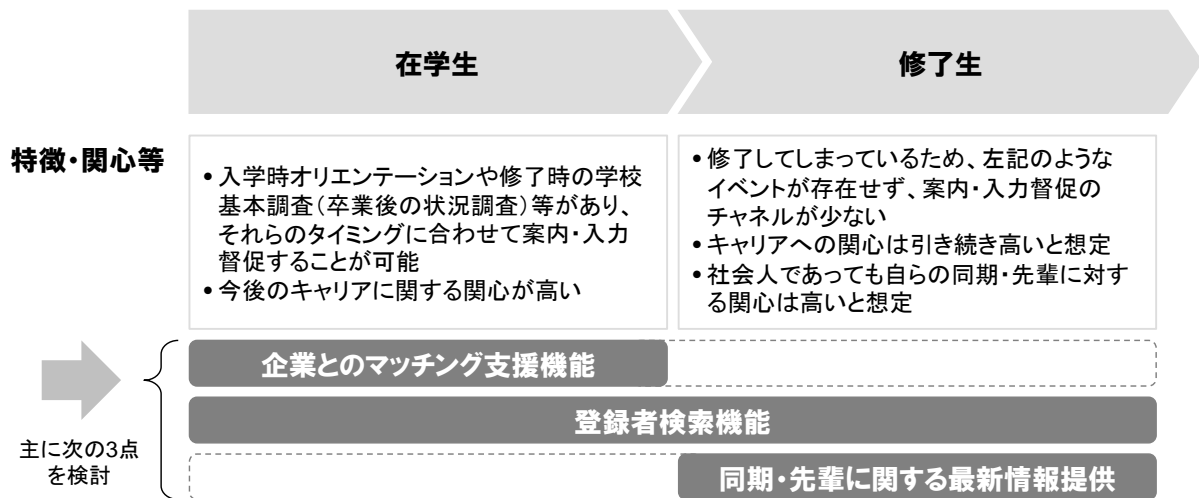 在学生
修了生
特徴・関心等
• 入学時オリエンテーションや修了時の学校
基本調査（卒業後の状況調査）等があり、
それらのタイミングに合わせて案内・入力
督促することが可能
• 今後のキャリアに関する関心が高い
• 修了してしまっているため、左記のような
イベントが存在せず、案内・入力督促の
チャネルが少ない
• キャリアへの関心は引き続き高いと想定
• 社会人であっても自らの同期・先輩に対す
る関心は高いと想定
主に次の3点
を検討
企業とのマッチング支援機能
登録者検索機能
同期・先輩に関する最新情報提供